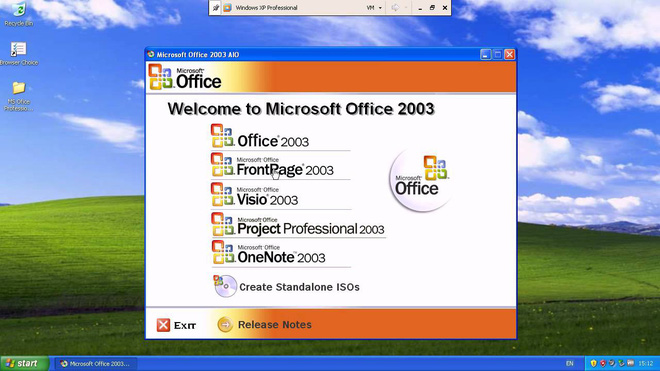 Windows XP Professional
VM
Recycle Bin
Browser Choice
MS Office
Professio...
Microsoft Office 2003 AIO
Microsoft
Office
Welcome to Microsoft Office 2003
Office 2003
Microsoft Office
FrontPage 2003
Microsoft Office
Visio 2003
Microsoft Office
Project Professional 2003
Microsoft Office
OneNote 2003
Microsoft
Office
Create Standalone ISOs
Exit
Release Notes
start
Microsoft Office 2003...
EN
15:12